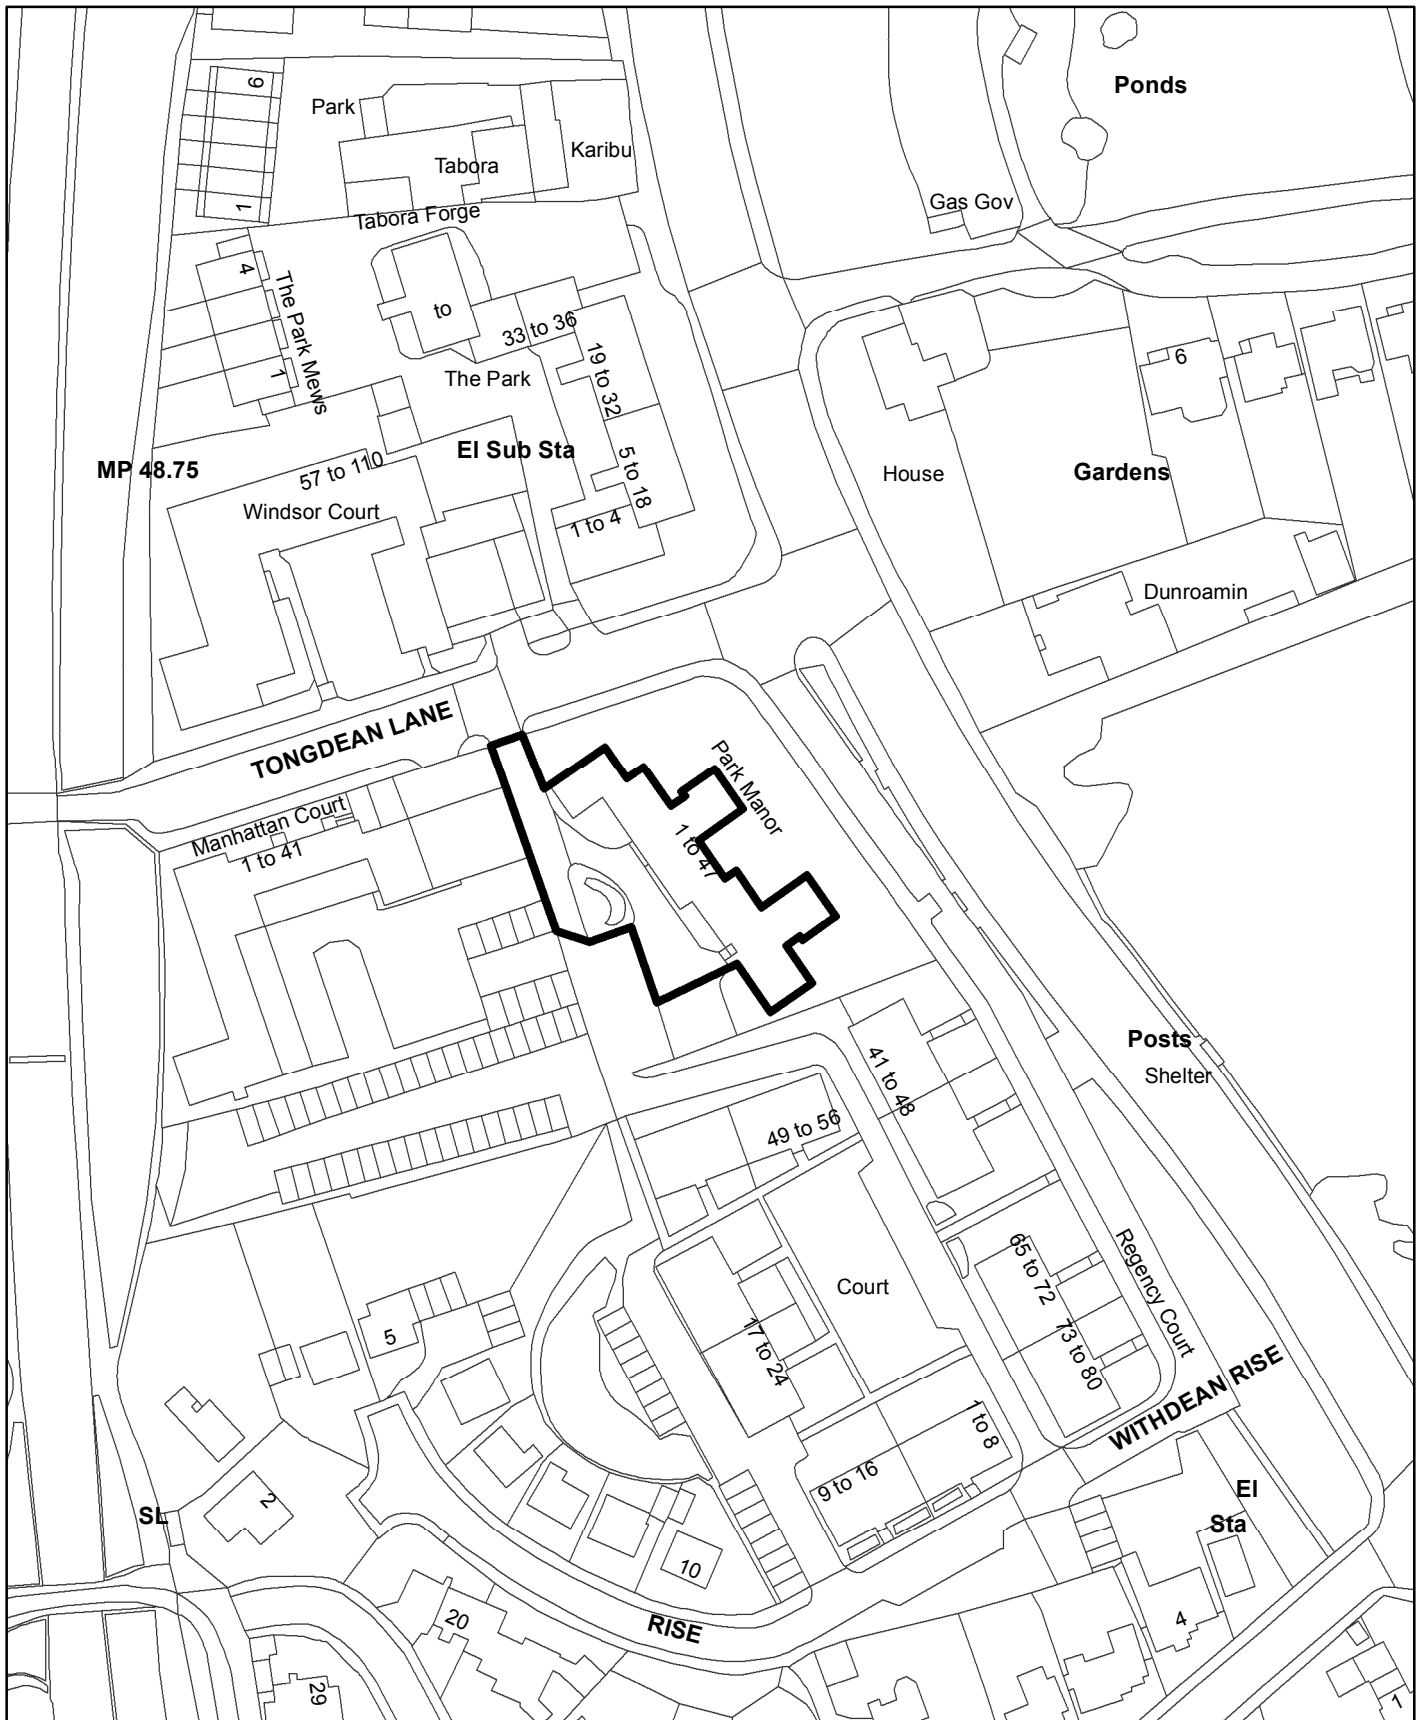 Ponds
6
Park
Karibu
Tabora
Gas Gov
1
Tabora Forge
4
The Park Mews
to
33 to 36
19 to 32
6
The Park
1
El Sub Sta
MP 48.75
57 to 110
5 to 18
House
Gardens
Windsor Court
1 to 4
Dunroamin
TONGDEAN LANE
Park Manor
Manhattan Court
1 to 41
1 to 47
Posts
Shelter
41 to 48
49 to 56
Regency Court
65 to 72
Court
5
17 to 24
73 to 80
WITHDEAN RISE
1 to 8
9 to 16
El
Sta
SL
2
10
20
RISE
4
29
1